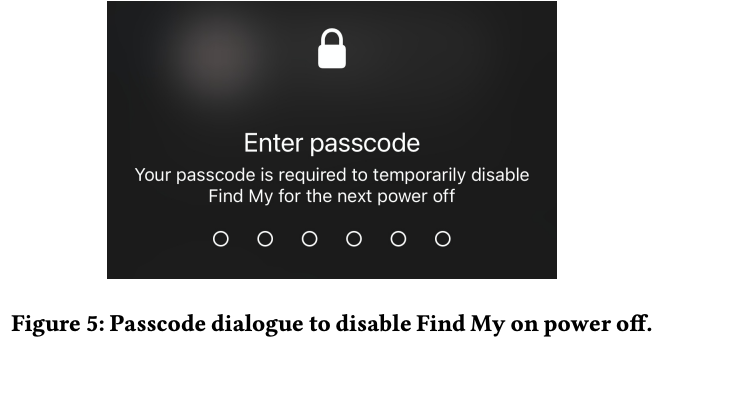 Enter passcode
Your passcode is required to temporarily disable
Find My for the next power off
Figure 5: Passcode dialogue to disable Find My on power off.